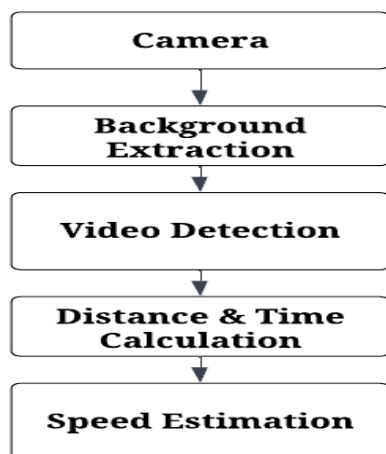 Camera
Background
Extraction
Video Detection
Distance & Time
Calculation
Speed Estimation